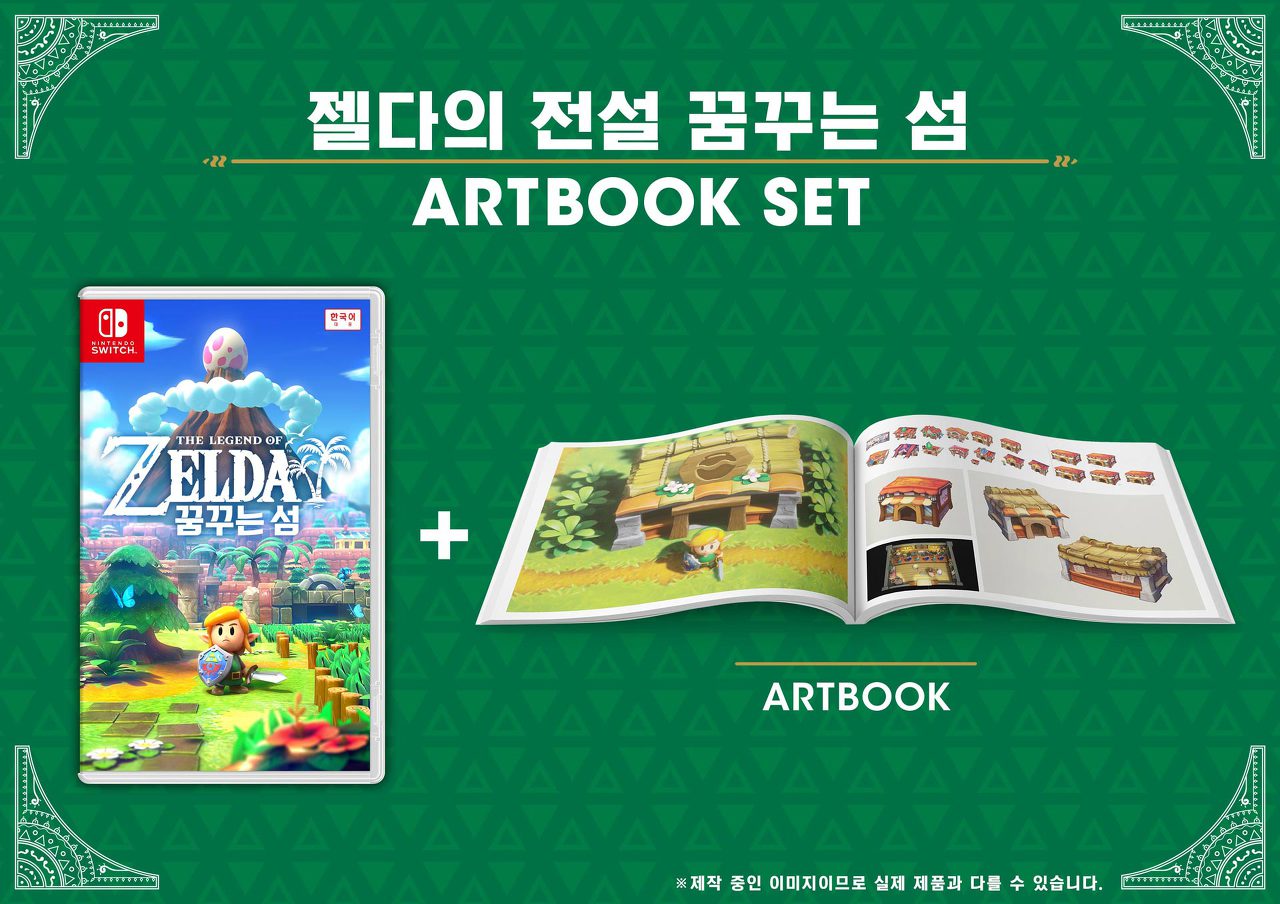 젤다의 전설 꿈꾸는 섬
ARTBOOK SET
NINTENDO
SWITCH
한국어
대응
THE LEGEND OF
ZELDA
꿈꾸는 섬
+
ARTBOOK
※제작 중인 이미지이므로 실제 제품과 다를 수 있습니다.